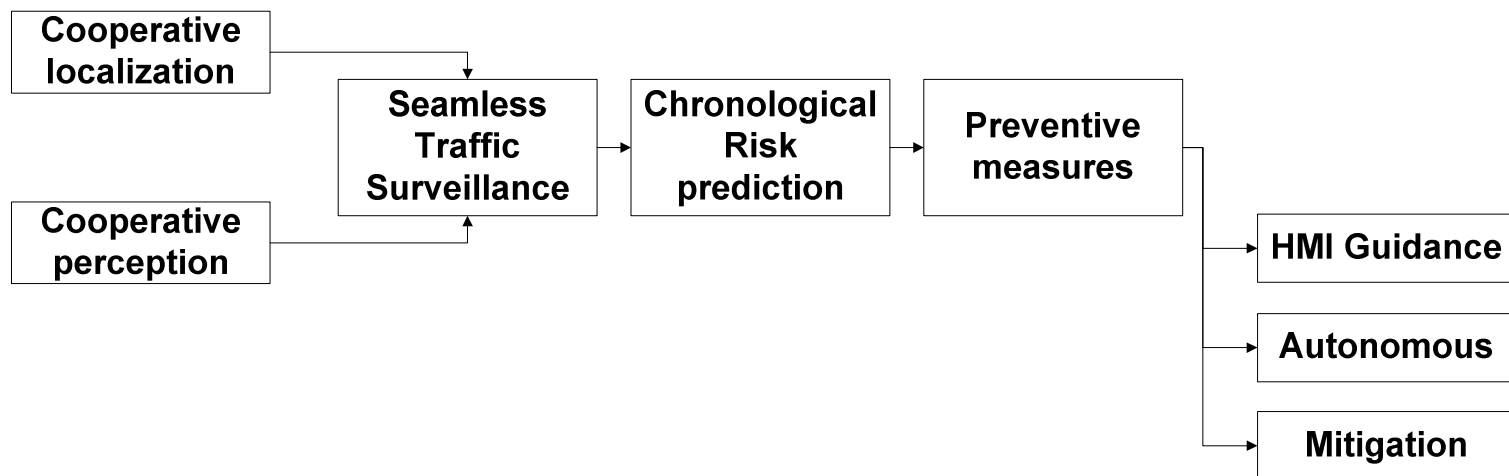 Cooperative
localization
Seamless
Traffic
Surveillance
Chronological
Risk
prediction
Preventive
measures
Cooperative
perception
HMI Guidance
Autonomous
Mitigation